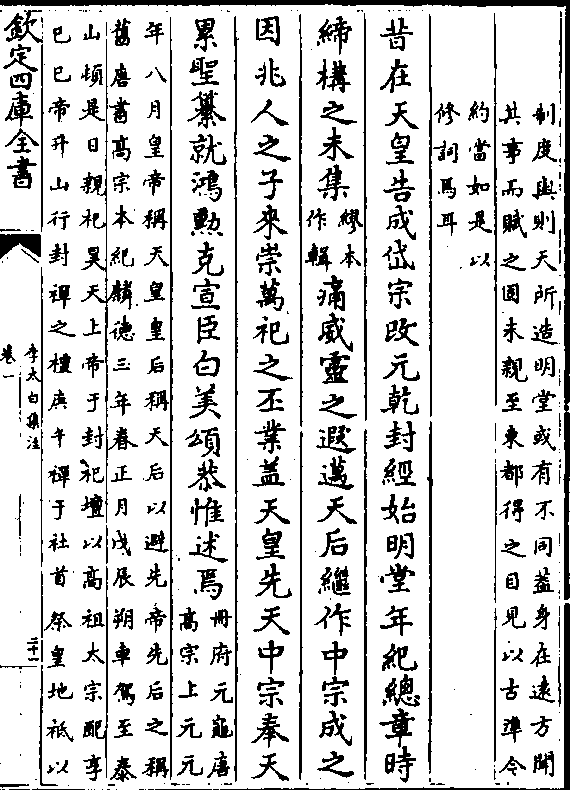 制度與則天所造明堂或有不同蓋身在遠方聞
其事而賦之固未親至東都得之目見以古準今
約當如是以
修詞焉耳
昔在天皇告成岱宗改元乾封經始明堂年紀總章時
締構之未集繆本作輯痛威靈之遐邁天后繼作中宗成之
因兆人之子來崇萬祀之丕業蓋天皇先天中宗奉天
累聖纂就鴻勲克宣臣白美頌恭惟述焉冊府元龜唐高宗上元元
年八月皇帝稱天皇皇后稱天后以避先帝先后之稱
舊唐書高宗本紀麟德三年春正月戊辰朔車駕至泰
山頓是日親祀昊天上帝于封祀壇以高祖太宗配享
己巳帝升山行封禪之禮庚午禪于社首祭皇地祇以
欽定四庫全書
李太白集注
卷一
二十一